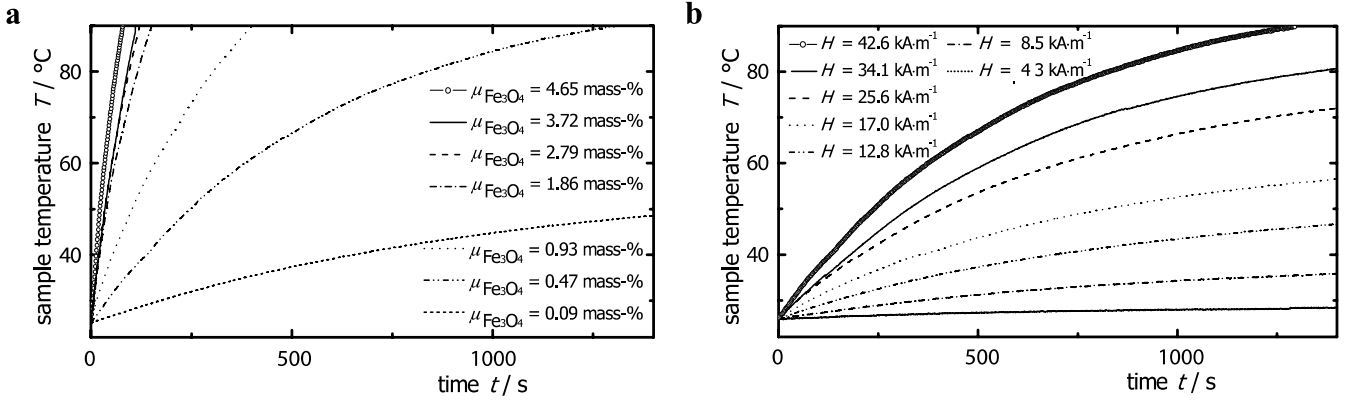 a
sample temperature T / °C
80
60
40
0
500
1000
time t / s
μFe₃O₄ = 4.65 mass-%
μFe₃O₄ = 3.72 mass-%
μFe₃O₄ = 2.79 mass-%
μFe₃O₄ = 1.86 mass-%
μFe₃O₄ = 0.93 mass-%
μFe₃O₄ = 0.47 mass-%
μFe₃O₄ = 0.09 mass-%
b
sample temperature T / °C
80
60
40
0
500
1000
time t / s
H = 42.6 kA·m⁻¹
H = 34.1 kA·m⁻¹
H = 25.6 kA·m⁻¹
H = 17.0 kA·m⁻¹
H = 12.8 kA·m⁻¹
H = 8.5 kA·m⁻¹
H = 4 3 kA·m⁻¹